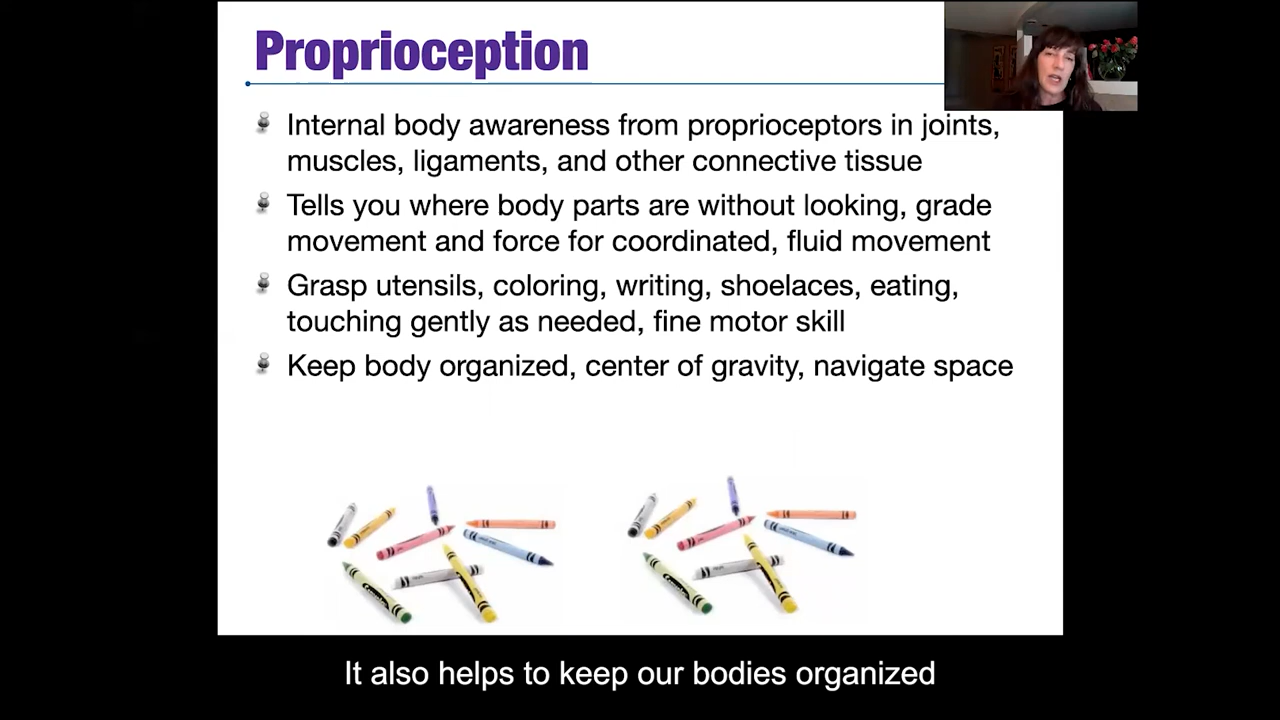 Proprioception
Internal body awareness from proprioceptors in joints,
muscles, ligaments, and other connective tissue
Tells you where body parts are without looking, grade
movement and force for coordinated, fluid movement
Grasp utensils, coloring, writing, shoelaces, eating,
touching gently as needed, fine motor skill
Keep body organized, center of gravity, navigate space
It also helps to keep our bodies organized